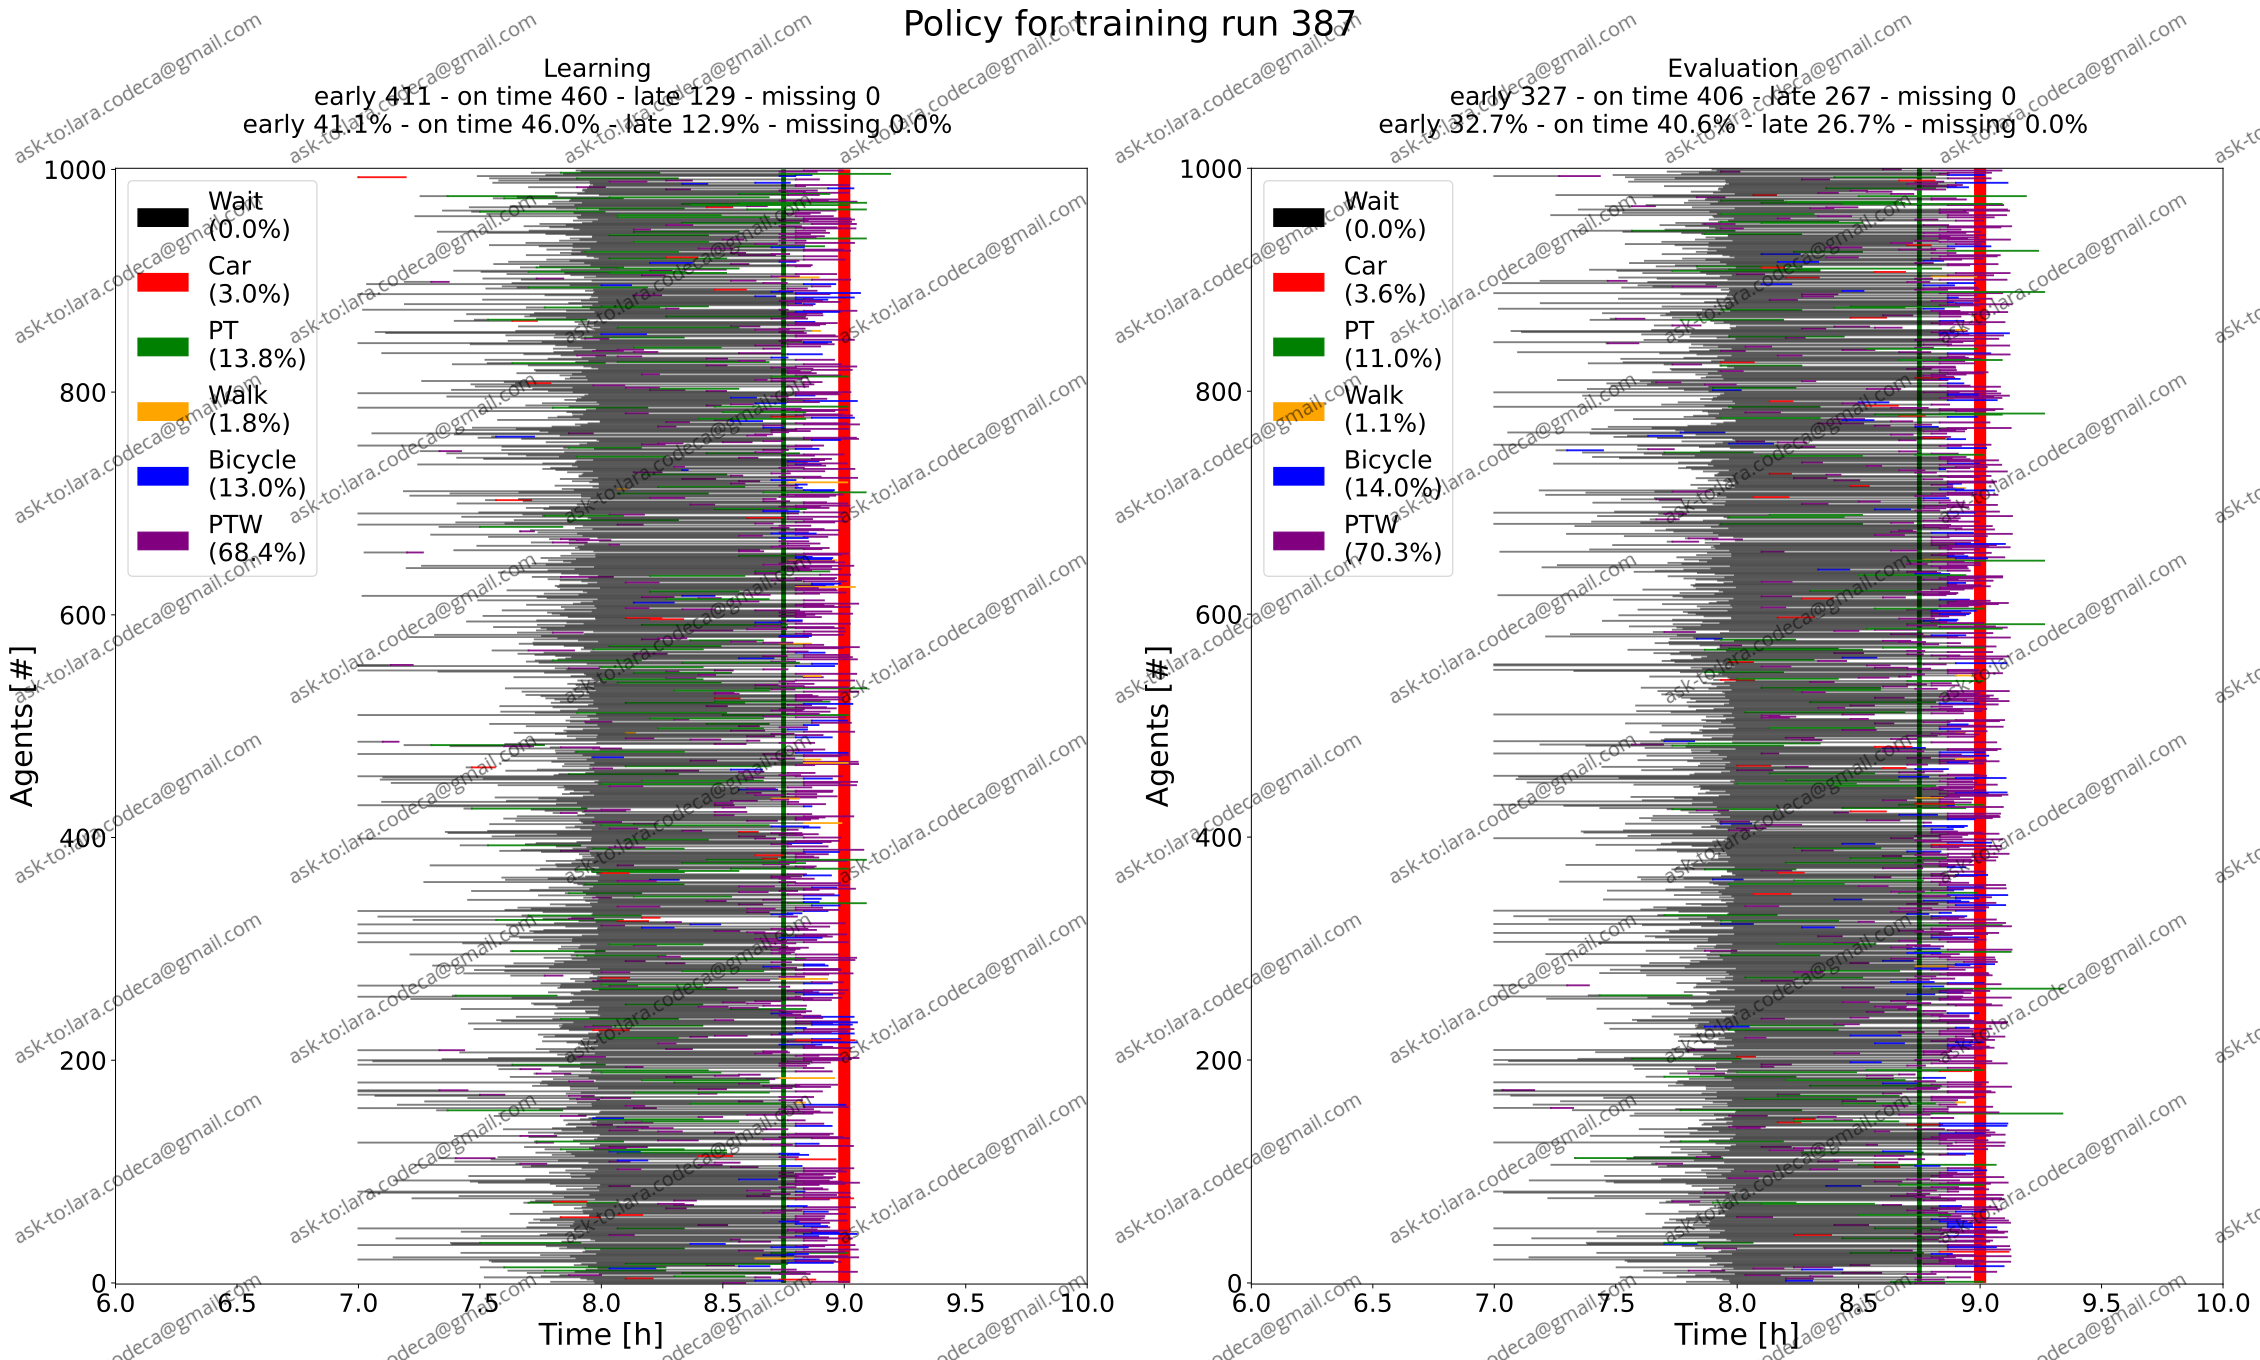 Policy for training run 387
Learning
early 411 - on time 460 - late 129 - missing 0
early 41.1% - on time 46.0% - late 12.9% - missing 0.0%
Wait
(0.0%)
Car
(3.0%)
PT
(13.8%)
Walk
(1.8%)
Bicycle
(13.0%)
PTW
(68.4%)
1000
800
600
400
200
0
Agents [#]
6.0 6.5 7.0 7.5 8.0 8.5 9.0 9.5 10.0
Time [h]
Evaluation
early 327 - on time 406 - late 267 - missing 0
early 32.7% - on time 40.6% - late 26.7% - missing 0.0%
Wait
(0.0%)
Car
(3.6%)
PT
(11.0%)
Walk
(1.1%)
Bicycle
(14.0%)
PTW
(70.3%)
1000
800
600
400
200
0
Agents [#]
6.0 6.5 7.0 7.5 8.0 8.5 9.0 9.5 10.0
Time [h]
ask-to:lara.codeca@gmail.com